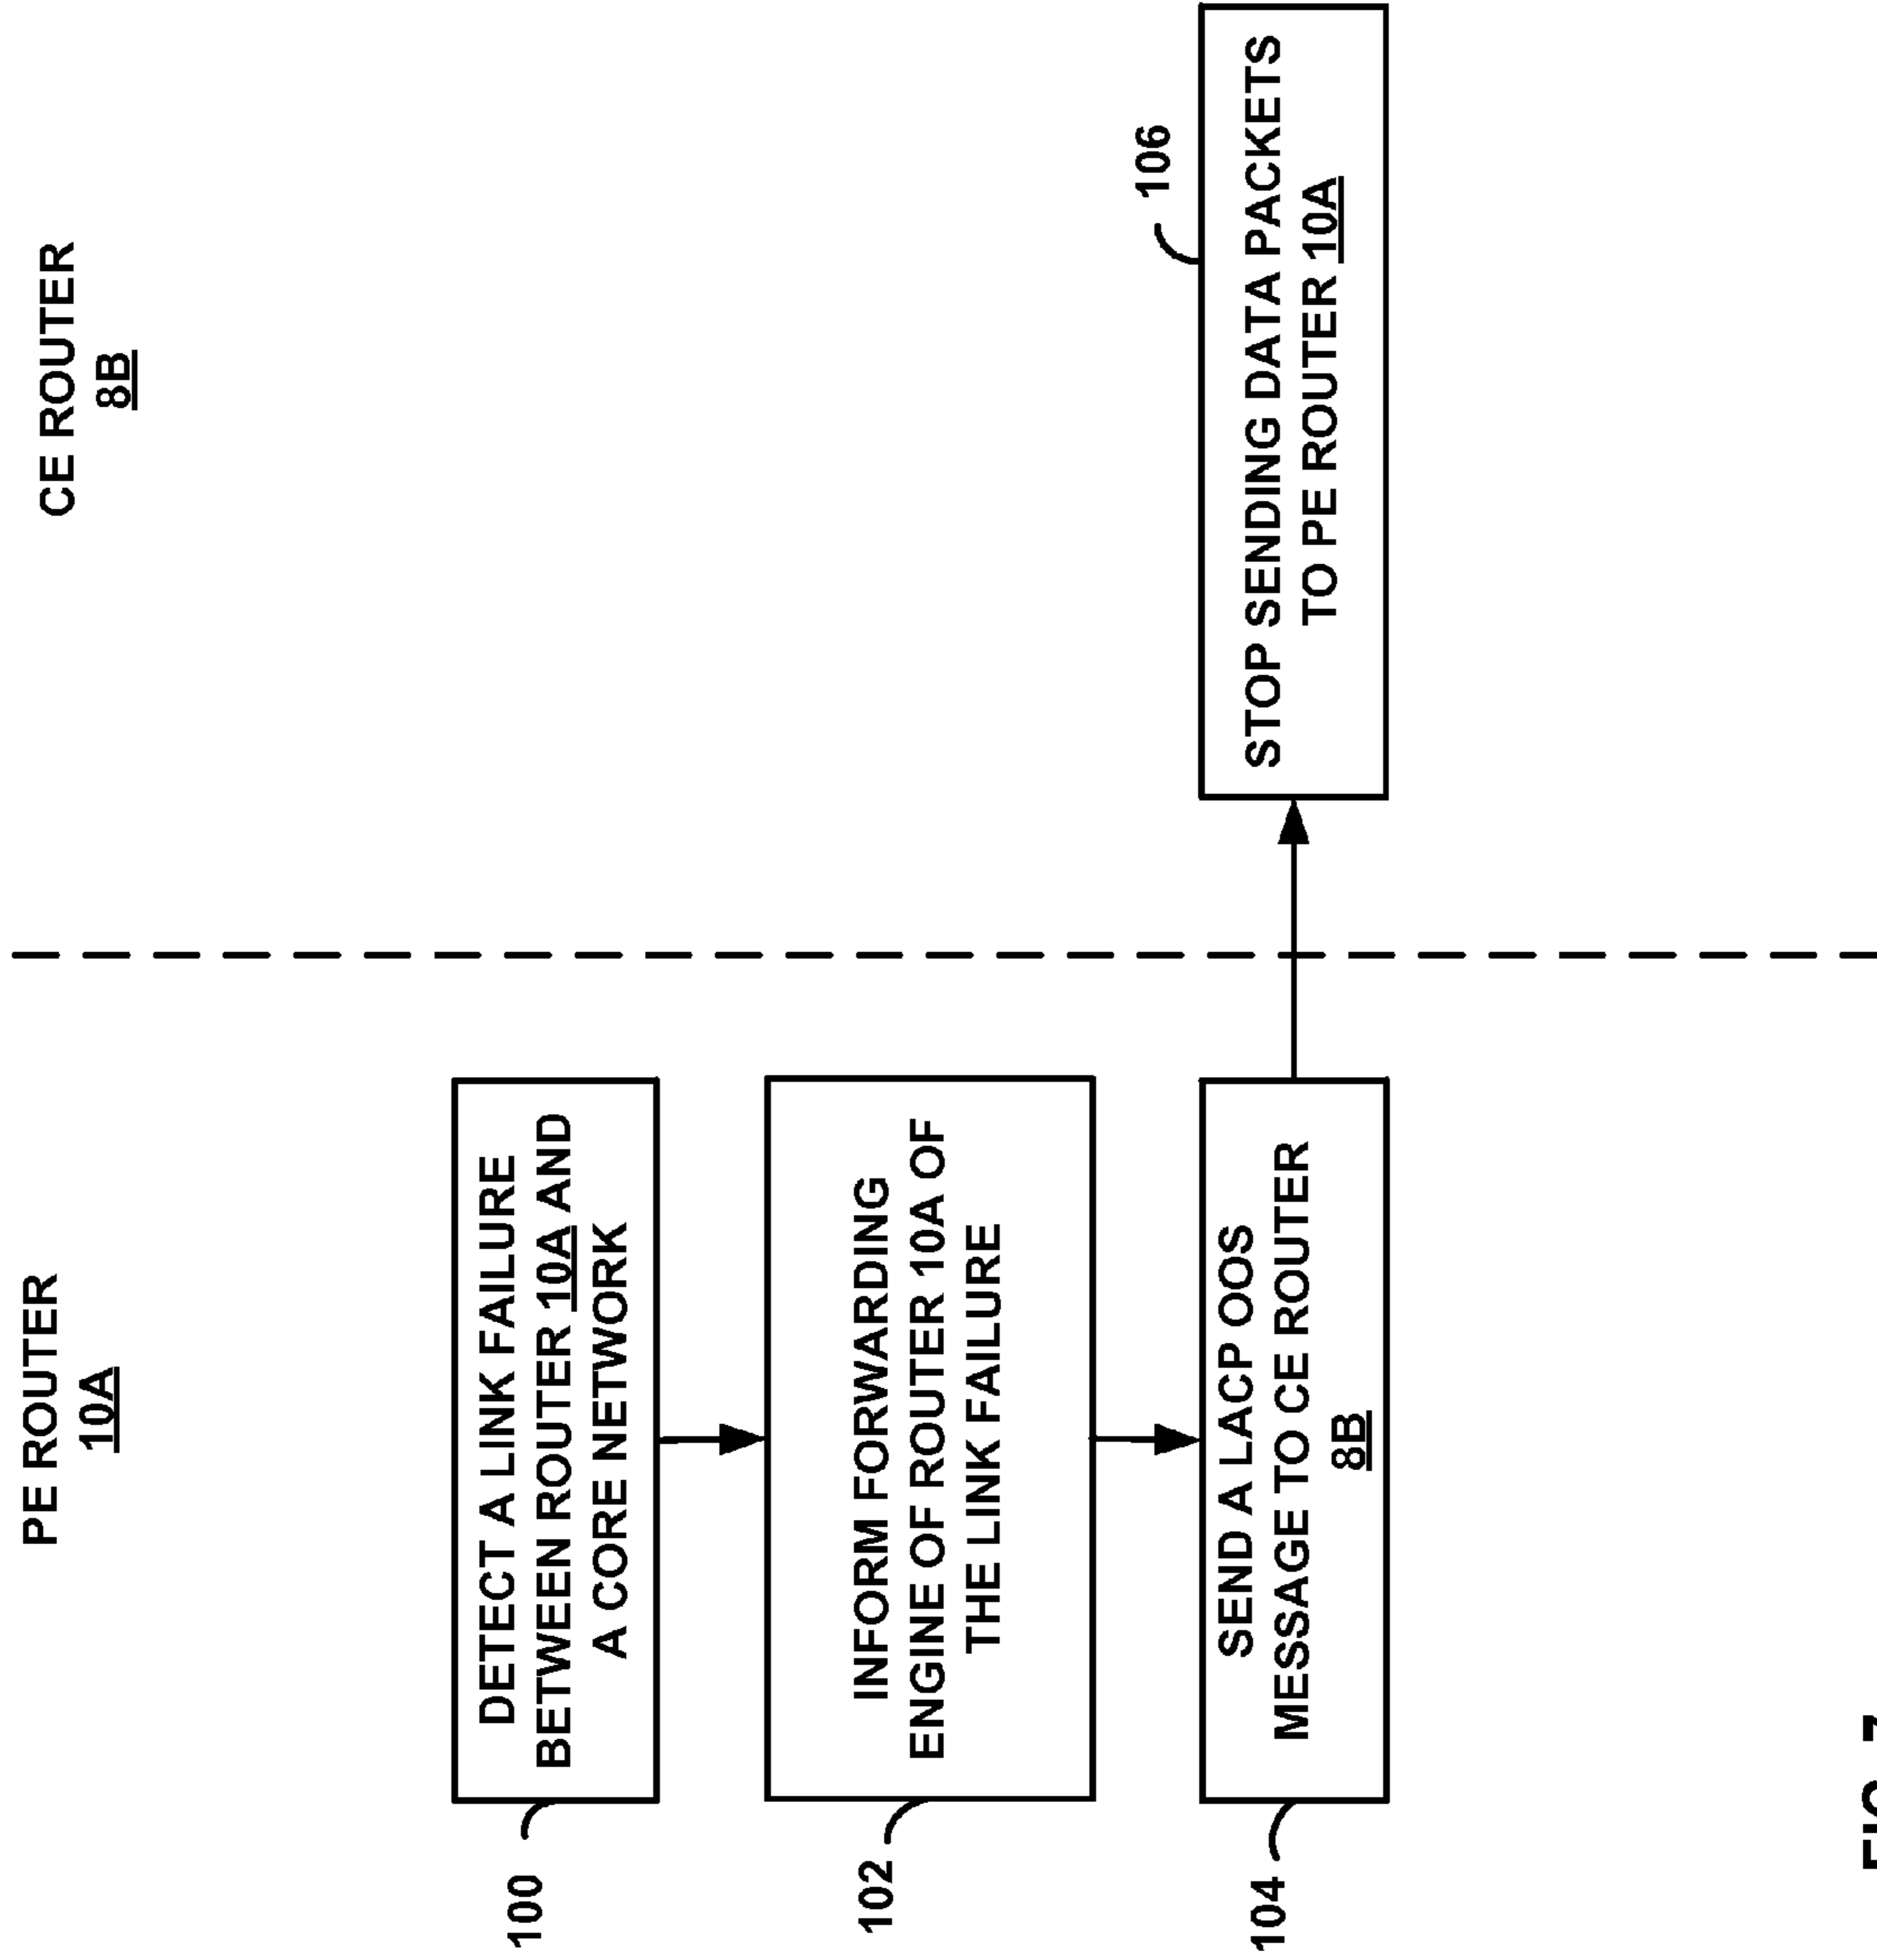 PE ROUTER
10A
CE ROUTER
8B
100
DETECT A LINK FAILURE
BETWEEN ROUTER 10A AND
A CORE NETWORK
102
INFORM FORWARDING
ENGINE OF ROUTER 10A OF
THE LINK FAILURE
104
SEND A LACP OOS
MESSAGE TO CE ROUTER
8B
106
STOP SENDING DATA PACKETS
TO PE ROUTER 10A